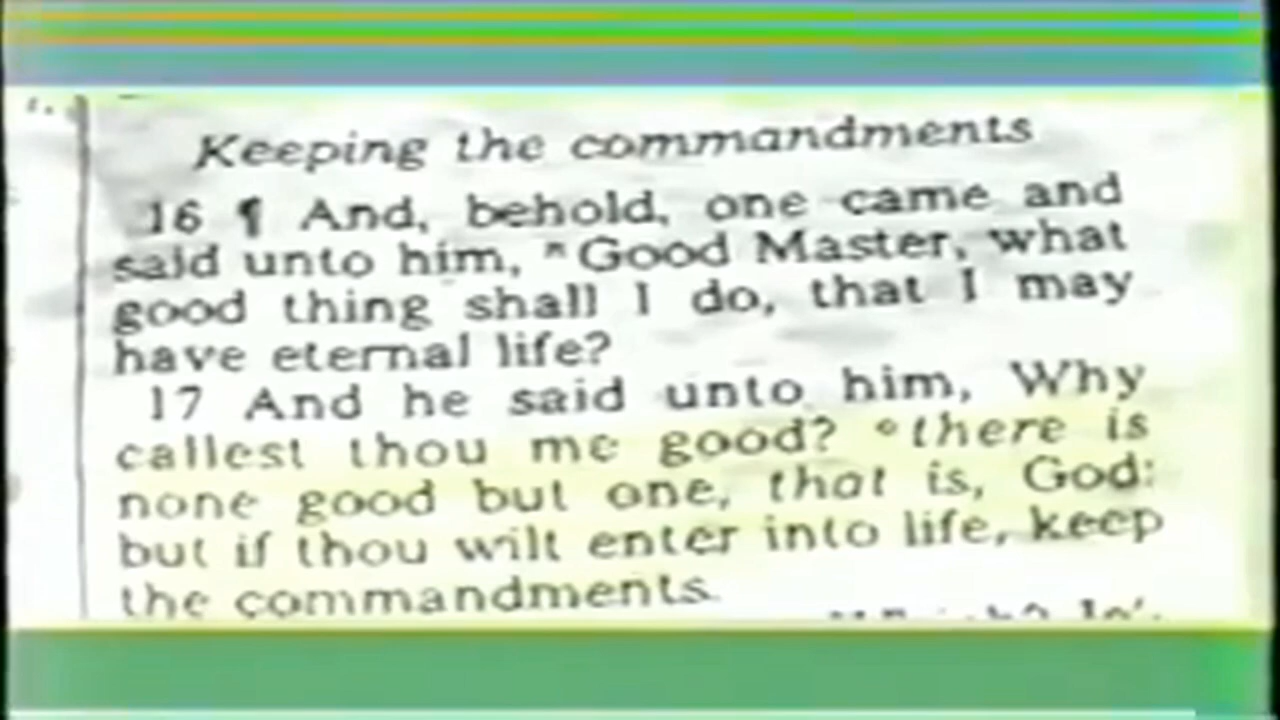 Keeping the commandments
16 ¶ And, behold, one came and
said unto him, ⁿGood Master, what
good thing shall I do, that I may
have eternal life?
17 And he said unto him, Why
callest thou me good? ᵒthere is
none good but one, that is, God:
but if thou wilt enter into life, keep
the commandments.